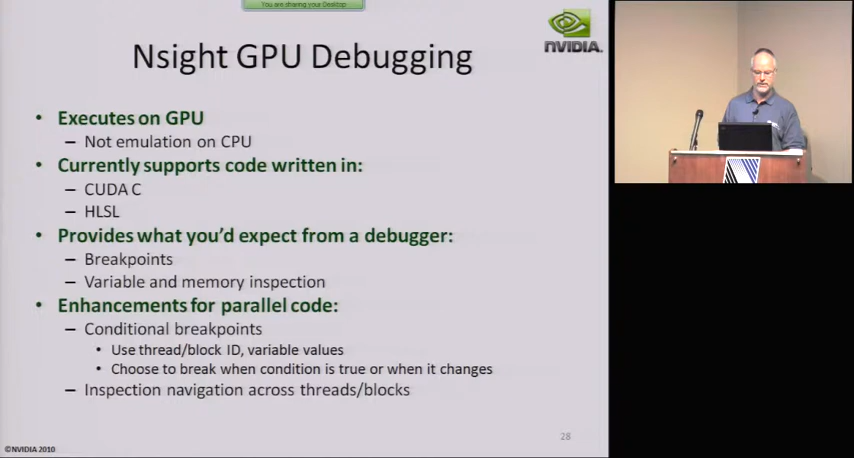 You are sharing your Desktop
NVIDIA.
Nsight GPU Debugging
• Executes on GPU
– Not emulation on CPU
• Currently supports code written in:
– CUDA C
– HLSL
• Provides what you'd expect from a debugger:
– Breakpoints
– Variable and memory inspection
• Enhancements for parallel code:
– Conditional breakpoints
• Use thread/block ID, variable values
• Choose to break when condition is true or when it changes
– Inspection navigation across threads/blocks
28
©NVIDIA 2010